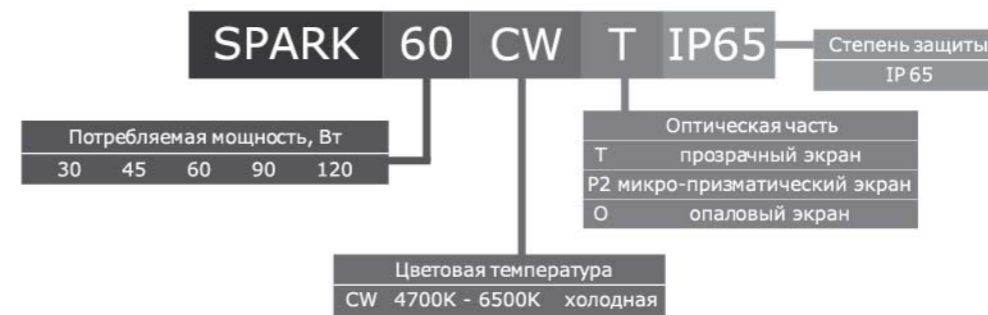 SPARK 60 CW T IP65
Степень защиты
IP 65
Потребляемая мощность, Вт
30 45 60 90 120
Оптическая часть
T прозрачный экран
P2 микро-призматический экран
O опаловый экран
Цветовая температура
CW 4700K - 6500K холодная